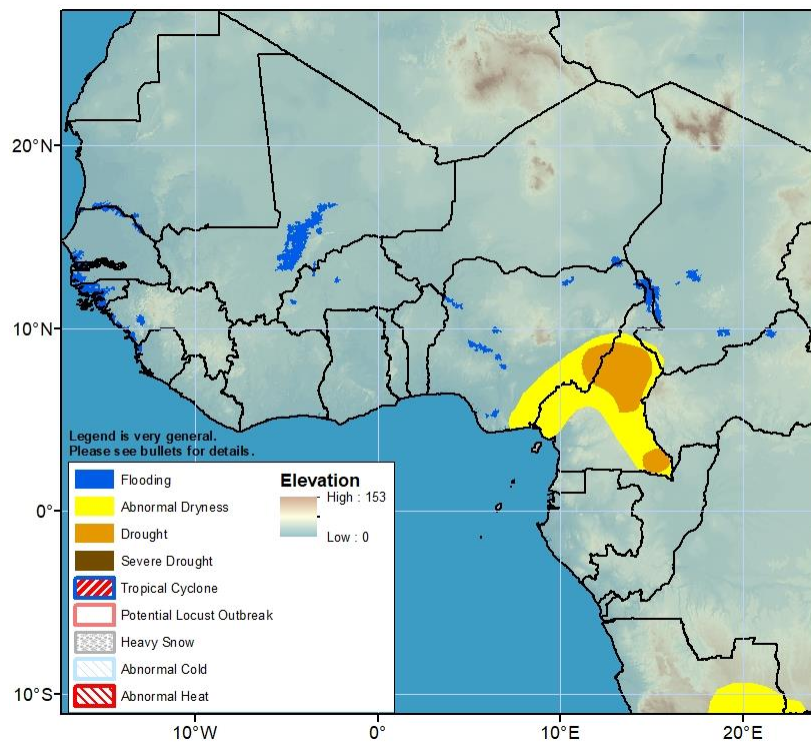 20°N
10°N
0°
10°S
Legend is very general.
Please see bullets for details.
Flooding
Abnormal Dryness
Drought
Severe Drought
Tropical Cyclone
Potential Locust Outbreak
Heavy Snow
Abnormal Cold
Abnormal Heat
Elevation
High : 153
Low : 0
10°W
0°
10°E
20°E